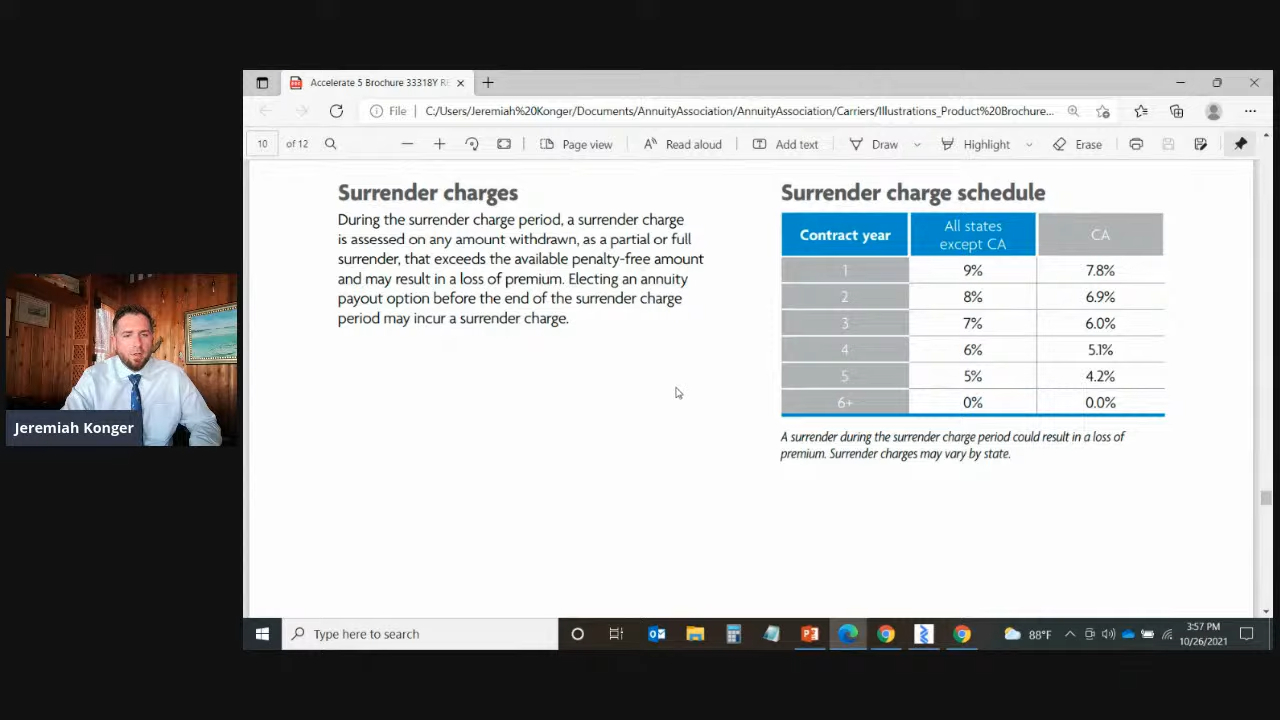 Accelerate 5 Brochure 33318Y RE
File C:/Users/Jeremiah%20Konger/Documents/AnnuityAssociation/AnnuityAssociation/Carriers/Illustrations_Product%20Brochure...
10 of 12 Page view Read aloud Add text Draw Highlight Erase
Surrender charges
During the surrender charge period, a surrender charge
is assessed on any amount withdrawn, as a partial or full
surrender, that exceeds the available penalty-free amount
and may result in a loss of premium. Electing an annuity
payout option before the end of the surrender charge
period may incur a surrender charge.
Surrender charge schedule
Contract year All states except CA CA
1 9% 7.8%
2 8% 6.9%
3 7% 6.0%
4 6% 5.1%
5 5% 4.2%
6+ 0% 0.0%
A surrender during the surrender charge period could result in a loss of
premium. Surrender charges may vary by state.
Jeremiah Konger
Type here to search
88°F
3:57 PM
10/26/2021